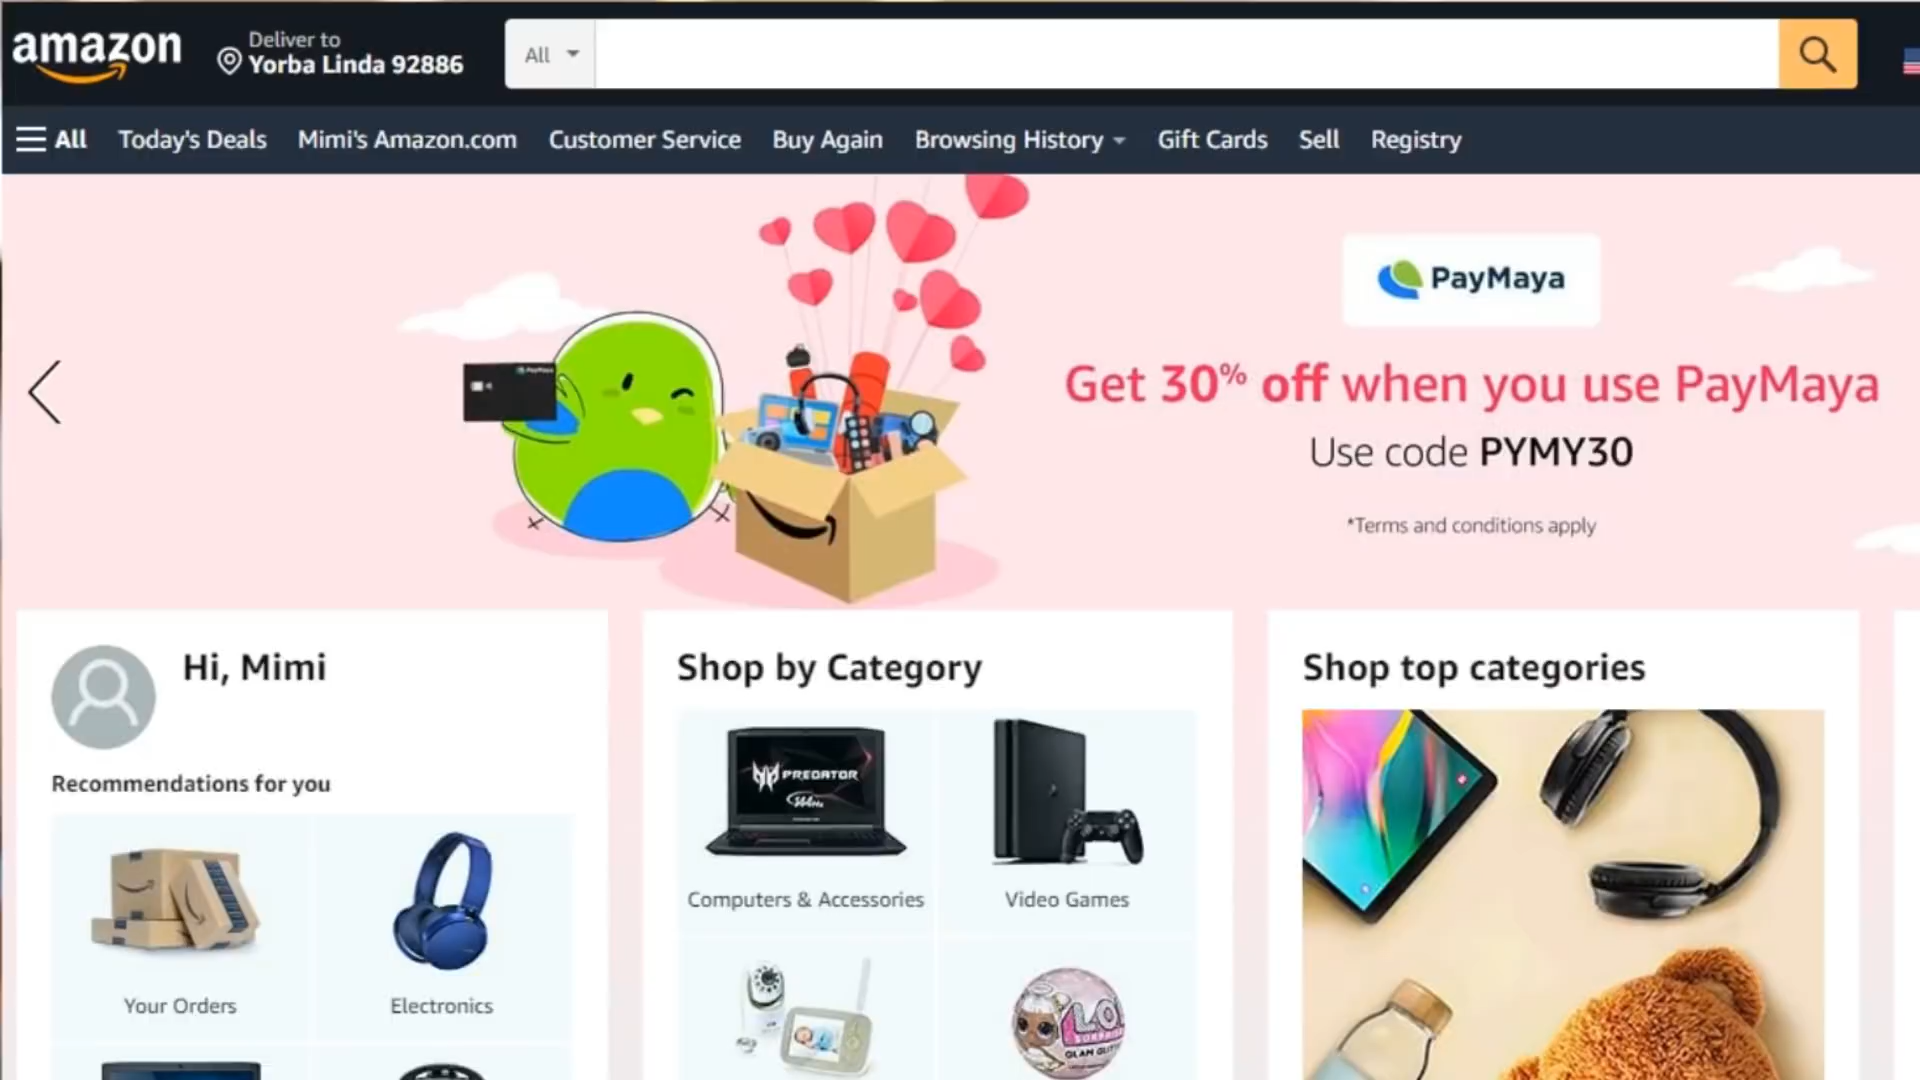 amazon
Deliver to
Yorba Linda 92886
All
All
Today's Deals
Mimi's Amazon.com
Customer Service
Buy Again
Browsing History
Gift Cards
Sell
Registry
PayMaya
PayMaya
Get 30% off when you use PayMaya
Use code PYMY30
*Terms and conditions apply
Hi, Mimi
Recommendations for you
Your Orders
Electronics
Shop by Category
PREDATOR
Computers & Accessories
Video Games
L.O.
SURPRISE
Shop top categories